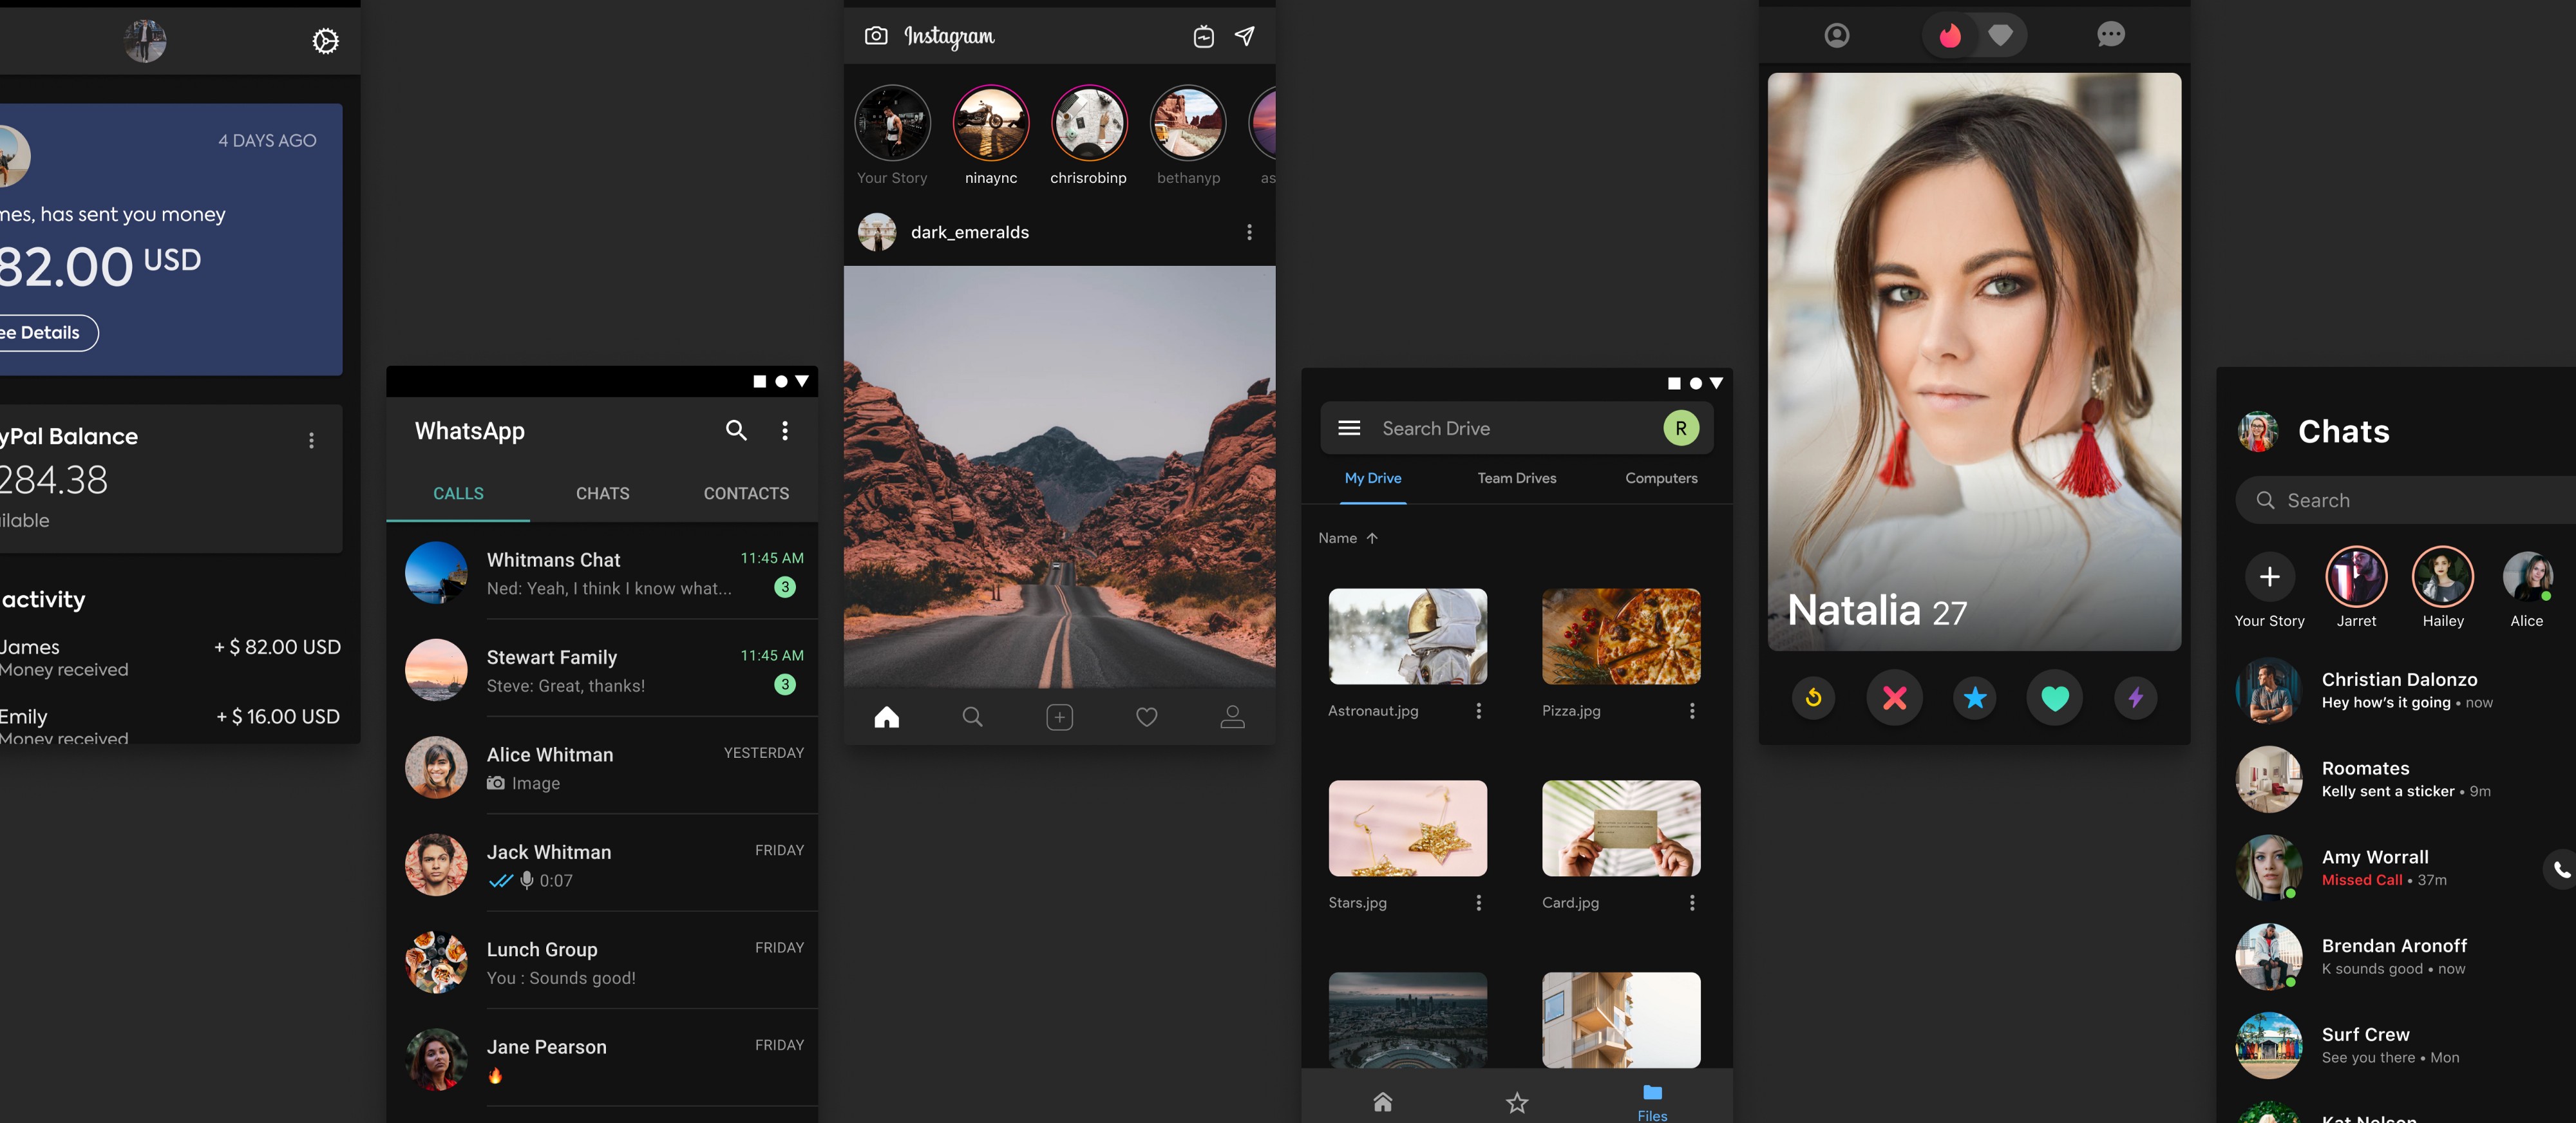 4 DAYS AGO
mes, has sent you money
82.00 USD
ee Details
yPal Balance
284.38
ilable
activity
James
+ $ 82.00 USD
Money received
Emily
+ $ 16.00 USD
Money received
WhatsApp
CALLS
CHATS
CONTACTS
Whitmans Chat
11:45 AM
Ned: Yeah, I think I know what...
3
Stewart Family
11:45 AM
Steve: Great, thanks!
3
Alice Whitman
YESTERDAY
Image
Jack Whitman
FRIDAY
0:07
Lunch Group
FRIDAY
You : Sounds good!
Jane Pearson
FRIDAY
Instagram
Your Story
ninaync
chrisrobinp
bethanyp
as
dark_emeralds
Search Drive
R
My Drive
Team Drives
Computers
Name
Astronaut.jpg
Pizza.jpg
Stars.jpg
Card.jpg
Files
Natalia 27
Chats
Search
Your Story
Jarret
Hailey
Alice
Christian Dalonzo
Hey how's it going • now
Roomates
Kelly sent a sticker • 9m
Amy Worrall
Missed Call • 37m
Brendan Aronoff
K sounds good • now
Surf Crew
See you there • Mon
Kat Nelson